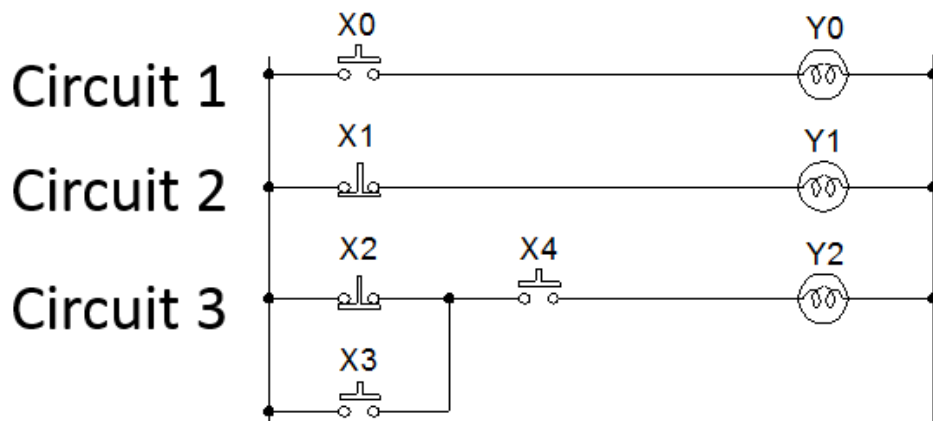 X0 Y0
Circuit 1
X1 Y1
Circuit 2
X2 X4 Y2
Circuit 3
X3